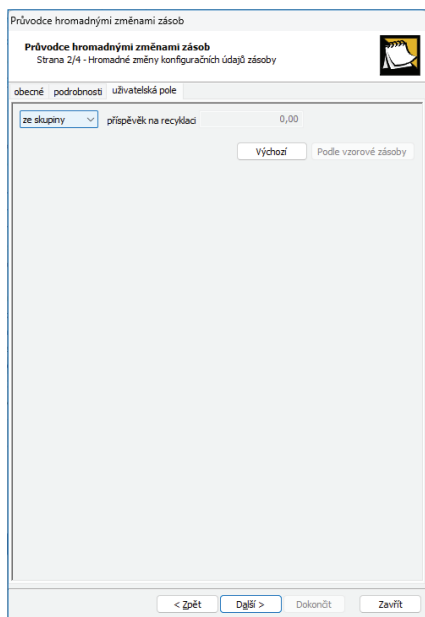 Průvodce hromadnými změnami zásob
Průvodce hromadnými změnami zásob
Strana 2/4 - Hromadné změny konfiguračních údajů zásoby
obecné podrobnosti uživatelská pole
ze skupiny příspěvěk na recyklaci 0,00
Výchozí Podle vzorové zásoby
< Zpět Další > Dokončit Zavřít